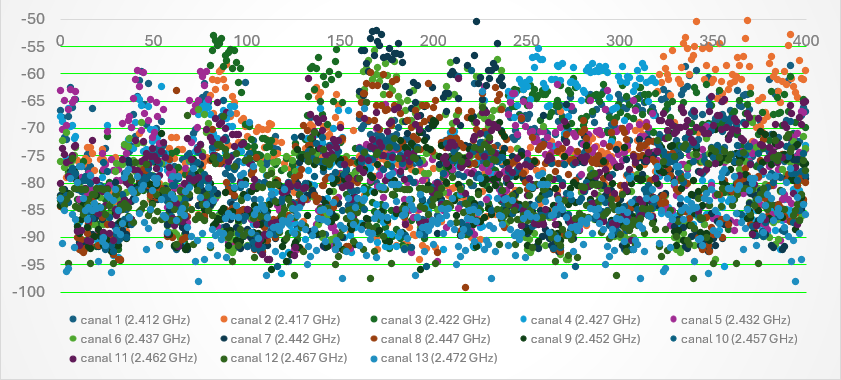 -50
0 50 100 150 200 250 300 350 400
-55
-60
-65
-70
-75
-80
-85
-90
-95
-100
canal 1 (2.412 GHz) canal 2 (2.417 GHz) canal 3 (2.422 GHz) canal 4 (2.427 GHz) canal 5 (2.432 GHz)
canal 6 (2.437 GHz) canal 7 (2.442 GHz) canal 8 (2.447 GHz) canal 9 (2.452 GHz) canal 10 (2.457 GHz)
canal 11 (2.462 GHz) canal 12 (2.467 GHz) canal 13 (2.472 GHz)